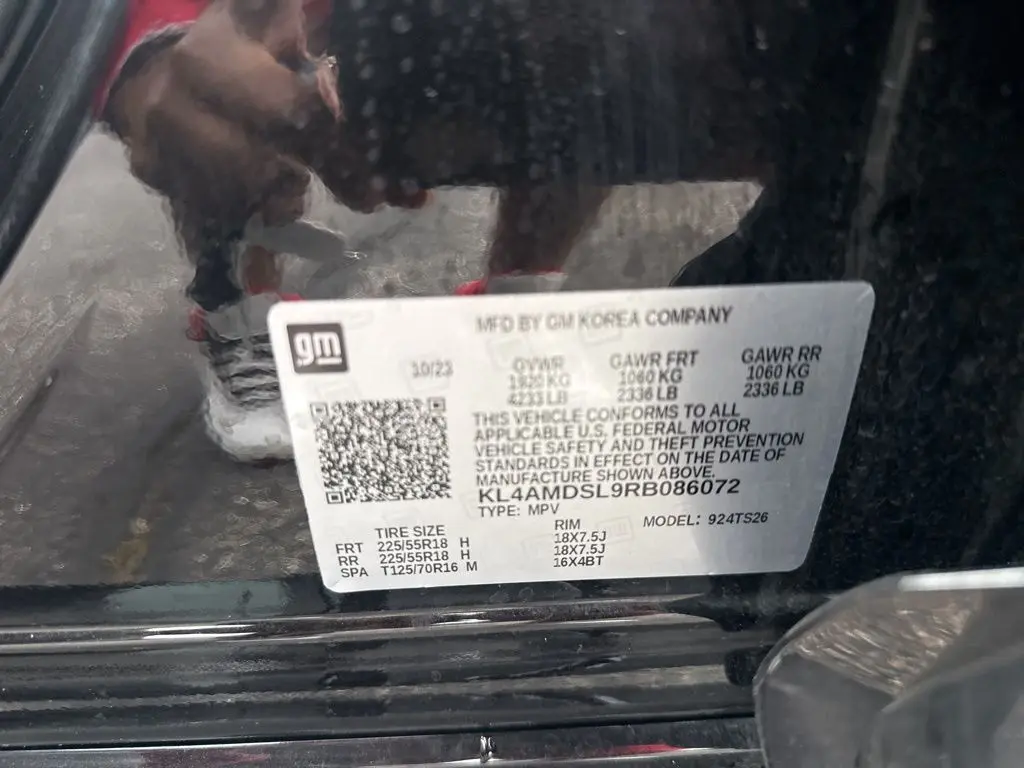 gm
MFD BY GM KOREA COMPANY
10/23
GVWR GAWR FRT GAWR RR
1920 KG 1060 KG 1060 KG
4233 LB 2336 LB 2336 LB
THIS VEHICLE CONFORMS TO ALL
APPLICABLE U.S. FEDERAL MOTOR
VEHICLE SAFETY AND THEFT PREVENTION
STANDARDS IN EFFECT ON THE DATE OF
MANUFACTURE SHOWN ABOVE.
KL4AMDSL9RB086072
TYPE: MPV MODEL: 924TS26
TIRE SIZE RIM
FRT 225/55R18 H 18X7.5J
RR 225/55R18 H 18X7.5J
SPA T125/70R16 M 16X4BT